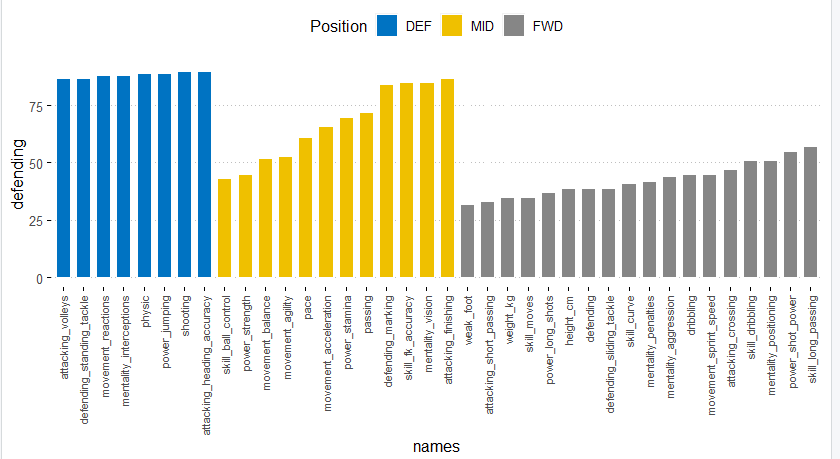 Position DEF MID FWD
defending
75
50
25
0
attacking_volleys
defending_standing_tackle
movement_reactions
mentality_interceptions
physic
power_jumping
shooting
attacking_heading_accuracy
skill_ball_control
power_strength
movement_balance
movement_agility
pace
movement_acceleration
power_stamina
passing
defending_marking
skill_fk_accuracy
mentality_vision
attacking_finishing
weak_foot
attacking_short_passing
weight_kg
skill_moves
power_long_shots
height_cm
defending
defending_sliding_tackle
skill_curve
mentality_penalties
mentality_aggression
dribbling
movement_sprint_speed
attacking_crossing
skill_dribbling
mentality_positioning
power_shot_power
skill_long_passing
names